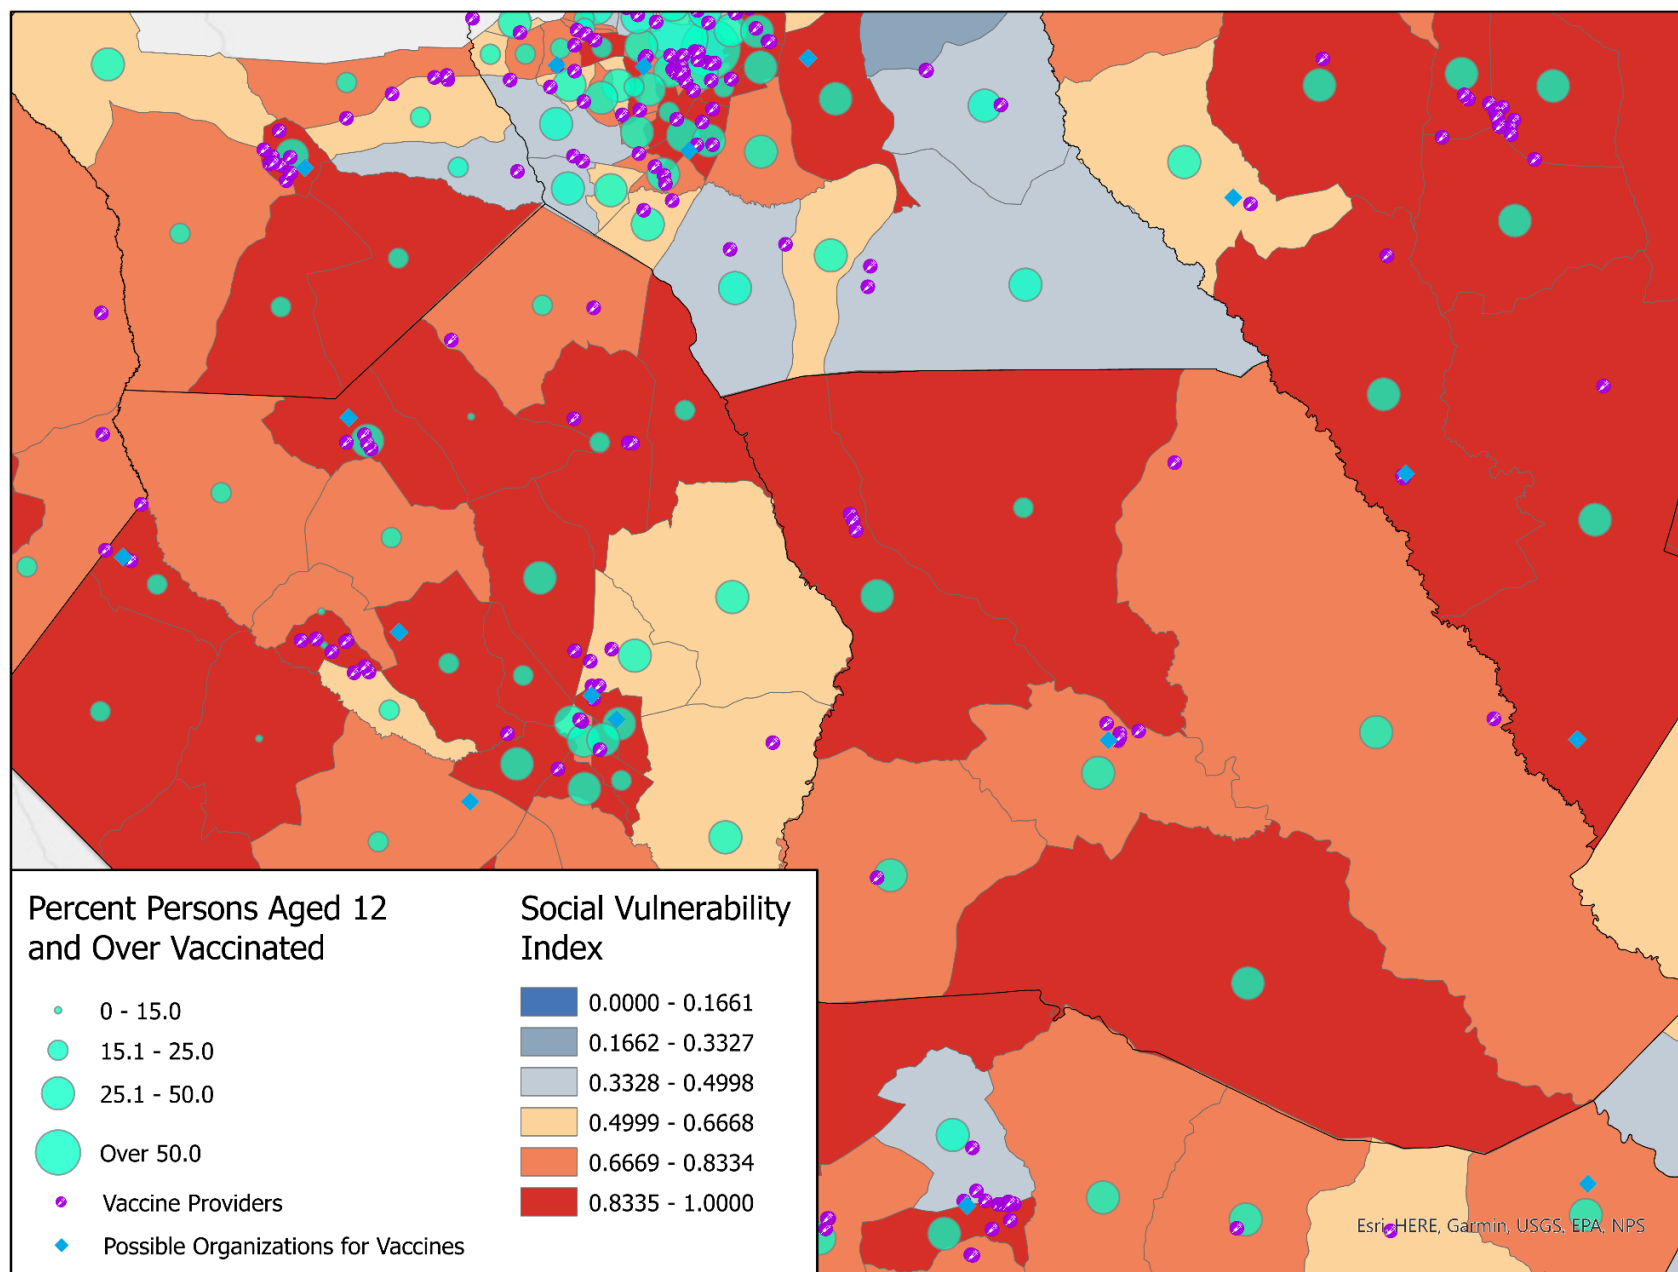 Percent Persons Aged 12
and Over Vaccinated
0 - 15.0
15.1 - 25.0
25.1 - 50.0
Over 50.0
Vaccine Providers
Possible Organizations for Vaccines
Social Vulnerability
Index
0.0000 - 0.1661
0.1662 - 0.3327
0.3328 - 0.4998
0.4999 - 0.6668
0.6669 - 0.8334
0.8335 - 1.0000
Esri, HERE, Garmin, USGS, EPA, NPS